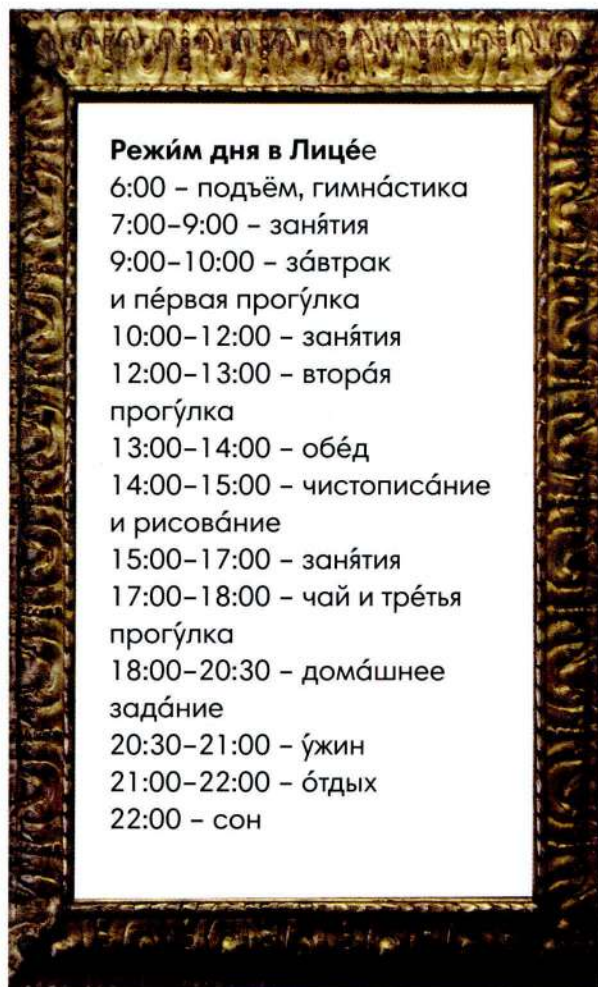 Режи́м дня в Лице́е
6:00 – подъём, гимна́стика
7:00–9:00 – заня́тия
9:00–10:00 – за́втрак
и пе́рвая прогу́лка
10:00–12:00 – заня́тия
12:00–13:00 – втора́я
прогу́лка
13:00–14:00 – обе́д
14:00–15:00 – чистописа́ние
и рисова́ние
15:00–17:00 – заня́тия
17:00–18:00 – чай и тре́тья
прогу́лка
18:00–20:30 – дома́шнее
зада́ние
20:30–21:00 – у́жин
21:00–22:00 – о́тдых
22:00 – сон